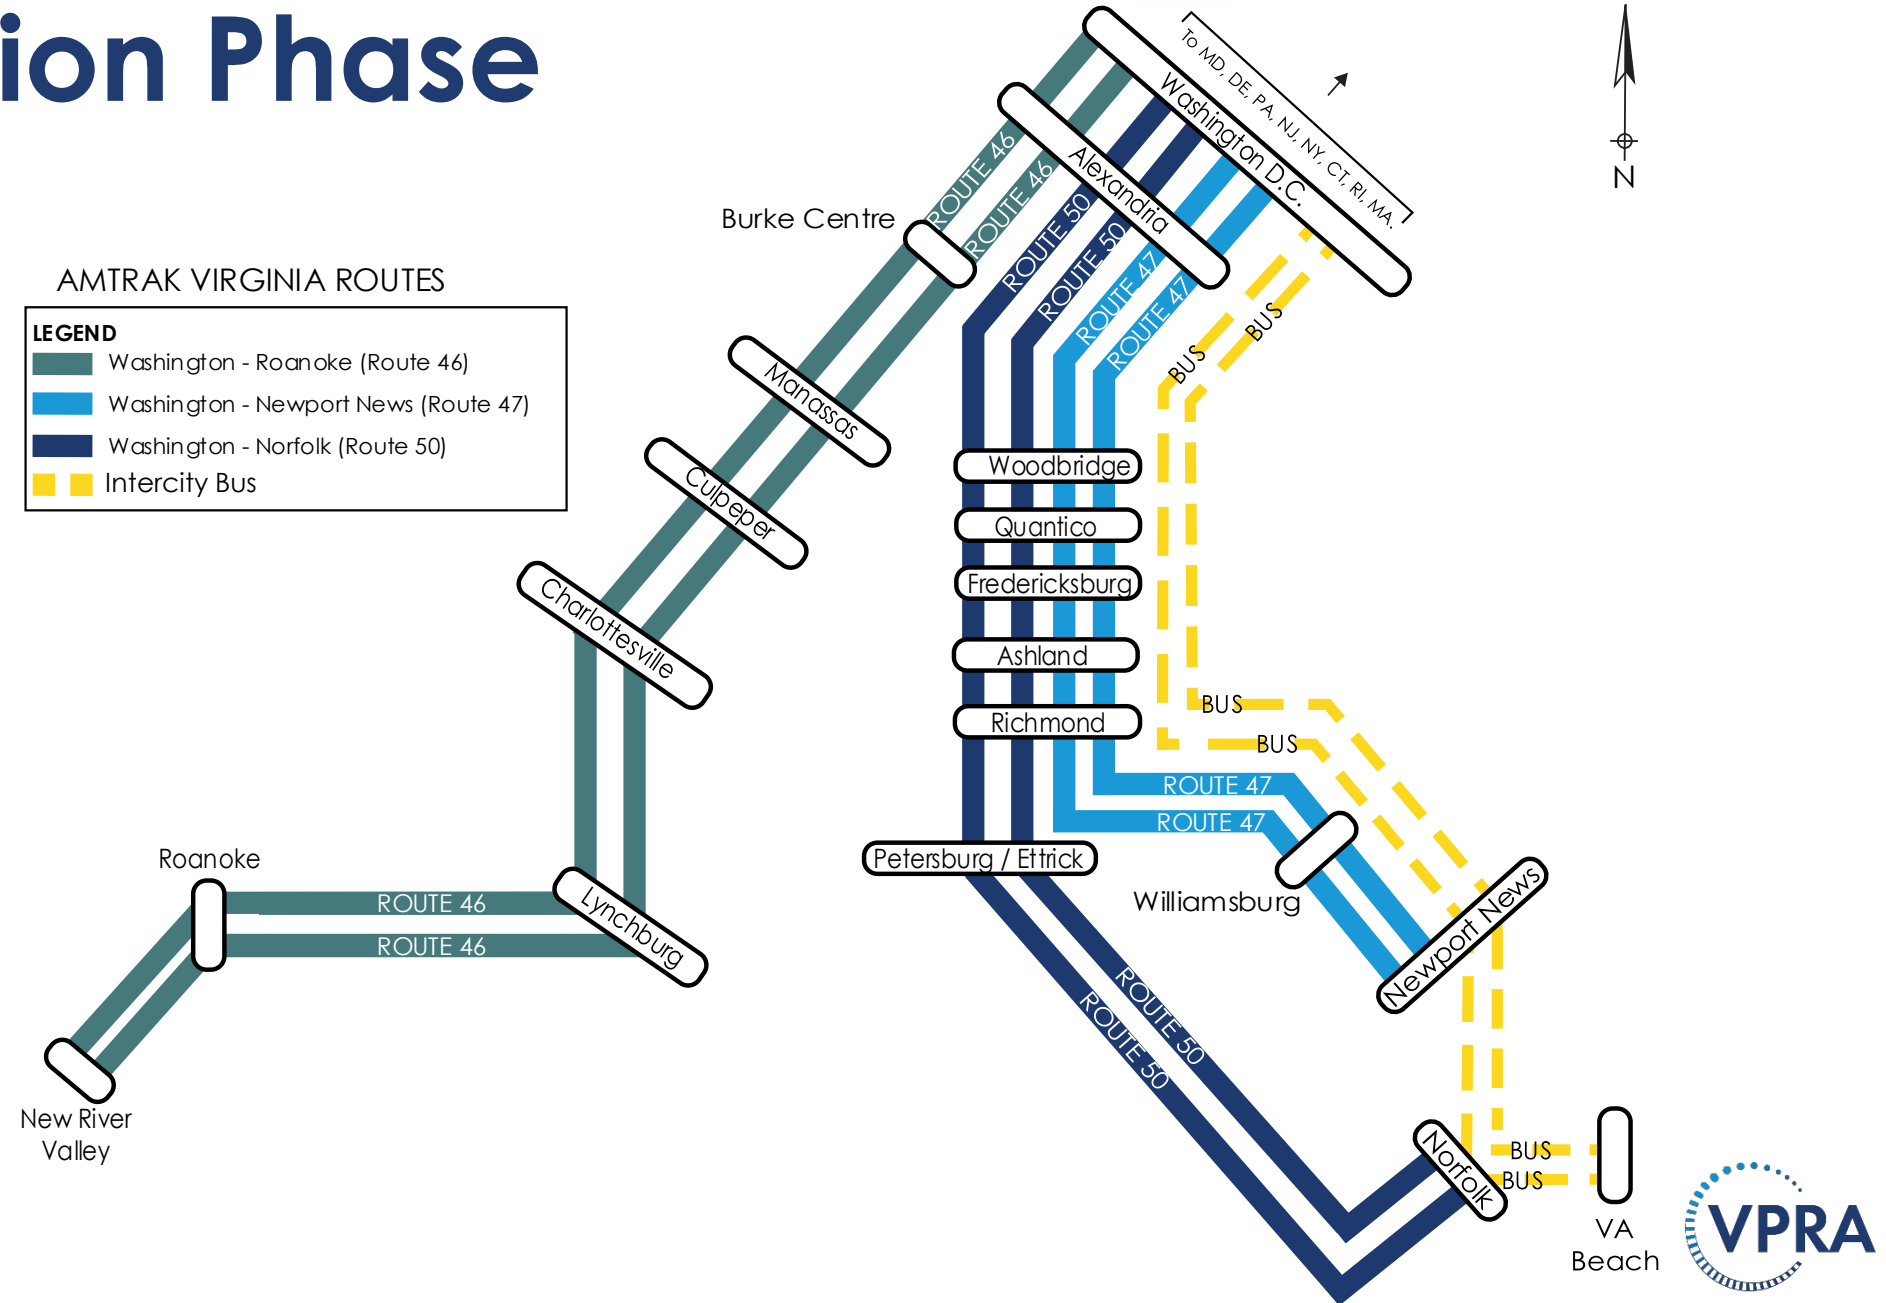 ion Phase
To MD, DE, PA, NJ, NY, CT, RI, MA.
N
Washington D.C.
Alexandria
ROUTE 46
ROUTE 46
ROUTE 50
ROUTE 50
ROUTE 47
ROUTE 47
Burke Centre
BUS
BUS
AMTRAK VIRGINIA ROUTES
LEGEND
Washington - Roanoke (Route 46)
Washington - Newport News (Route 47)
Washington - Norfolk (Route 50)
Intercity Bus
Manassas
Culpeper
Charlottesville
Woodbridge
Quantico
Fredericksburg
Ashland
Richmond
BUS
BUS
ROUTE 47
ROUTE 47
Petersburg / Ettrick
Williamsburg
Newport News
Roanoke
ROUTE 46
ROUTE 46
Lynchburg
New River
Valley
ROUTE 50
ROUTE 50
Norfolk
BUS
BUS
VA
Beach
VPRA